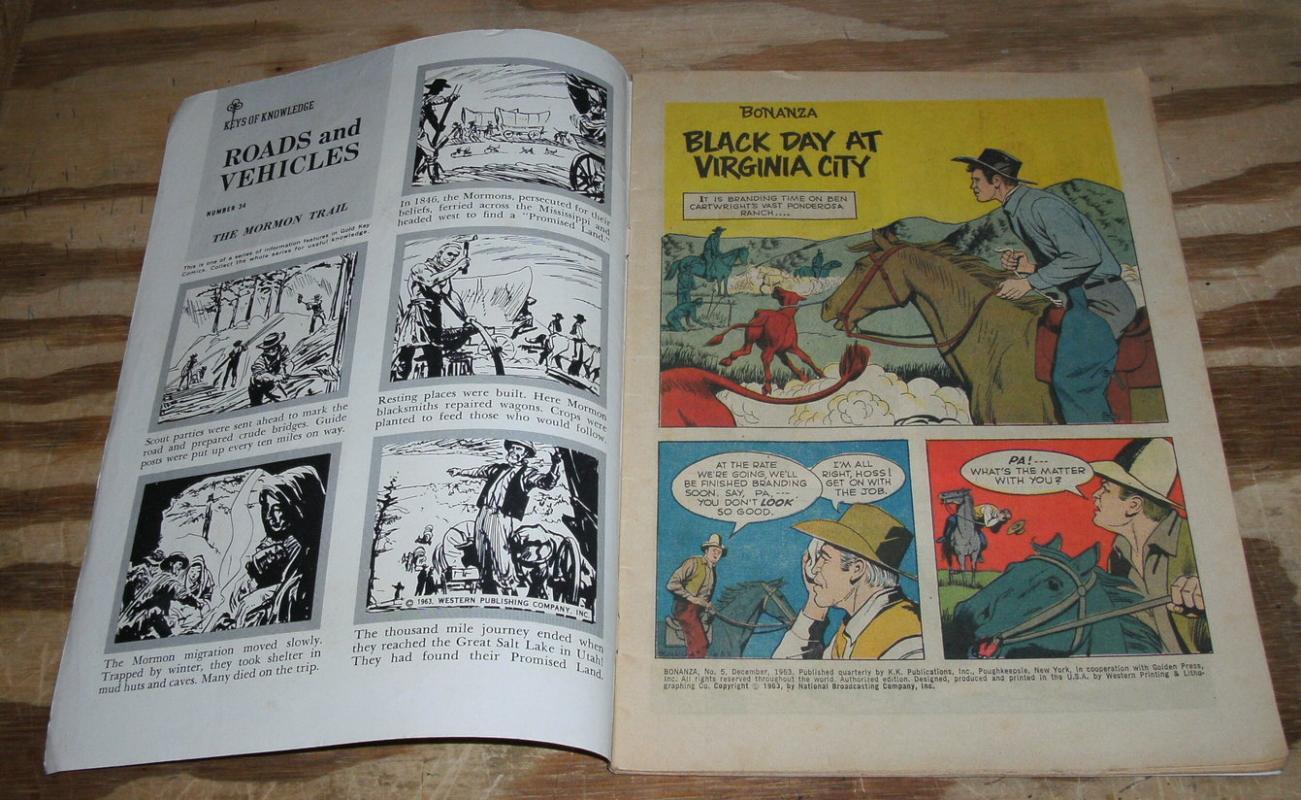 KEYS OF KNOWLEDGE
ROADS and
VEHICLES
NUMBER 34
THE MORMON TRAIL
This is one of a series of information features in Gold Key
Comics. Collect the whole series for useful knowledge.
In 1846, the Mormons, persecuted for their
beliefs, ferried across the Mississippi and
headed west to find a "Promised Land."
Scout parties were sent ahead to mark the
road and prepared crude bridges. Guide
posts were put up every ten miles on way.
Resting places were built. Here Mormon
blacksmiths repaired wagons. Crops were
planted to feed those who would follow.
The Mormon migration moved slowly.
Trapped by winter, they took shelter in
mud huts and caves. Many died on the trip.
© 1963, WESTERN PUBLISHING COMPANY, INC.
The thousand mile journey ended when
they reached the Great Salt Lake in Utah!
They had found their Promised Land.
BONANZA
BLACK DAY AT
VIRGINIA CITY
IT IS BRANDING TIME ON BEN
CARTWRIGHT'S VAST PONDEROSA
RANCH....
AT THE RATE
WE'RE GOING, WE'LL
BE FINISHED BRANDING
SOON. SAY, PA, ---
YOU DON'T LOOK
SO GOOD.
I'M ALL
RIGHT, HOSS!
GET ON WITH
THE JOB.
PA!---
WHAT'S THE MATTER
WITH YOU?
BONANZA, No. 5, December, 1963. Published quarterly by K.K. Publications, Inc., Poughkeepsie, New York, in cooperation with Golden Press,
Inc. All rights reserved throughout the world. Authorized edition. Designed, produced and printed in the U.S.A. by Western Printing & Litho-
graphing Co. Copyright © 1963, by National Broadcasting Company, Inc.